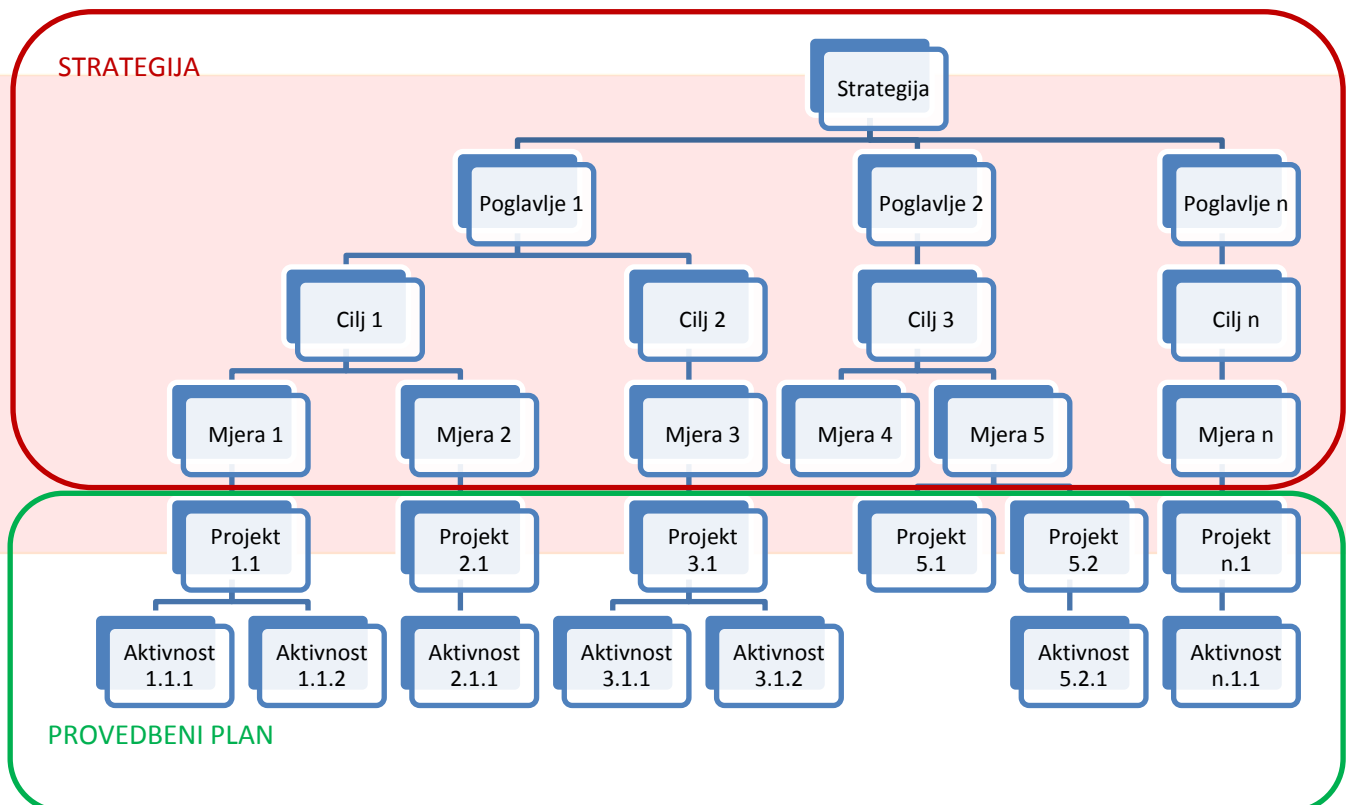 STRATEGIJA
Strategija
Poglavlje 1
Poglavlje 2
Poglavlje n
Cilj 1
Cilj 2
Cilj 3
Cilj n
Mjera 1
Mjera 2
Mjera 3
Mjera 4
Mjera 5
Mjera n
Projekt
1.1
Projekt
2.1
Projekt
3.1
Projekt
5.1
Projekt
5.2
Projekt
n.1
Aktivnost
1.1.1
Aktivnost
1.1.2
Aktivnost
2.1.1
Aktivnost
3.1.1
Aktivnost
3.1.2
Aktivnost
5.2.1
Aktivnost
n.1.1
PROVEDBENI PLAN